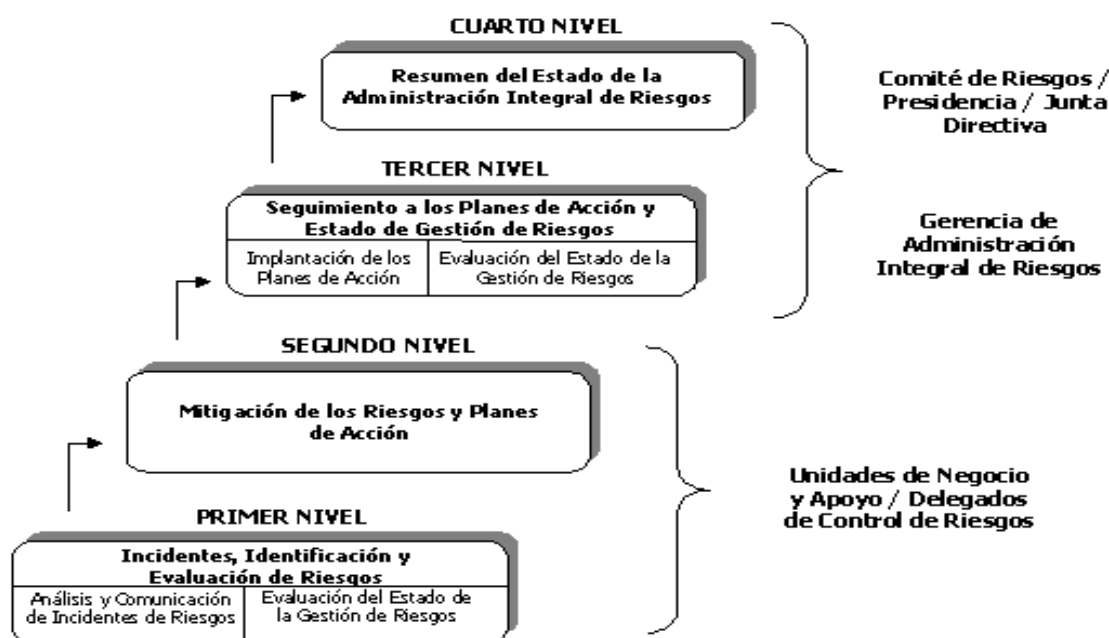 CUARTO NIVEL
Resumen del Estado de la
Administración Integral de Riesgos
Comité de Riesgos /
Presidencia / Junta
Directiva
TERCER NIVEL
Seguimiento a los Planes de Acción y
Estado de Gestión de Riesgos
Implantación de los
Planes de Acción
Evaluación del Estado de la
Gestión de Riesgos
Gerencia de
Administración
Integral de Riesgos
SEGUNDO NIVEL
Mitigación de los Riesgos y Planes
de Acción
Unidades de Negocio
y Apoyo / Delegados
de Control de Riesgos
PRIMER NIVEL
Incidentes, Identificación y
Evaluación de Riesgos
Análisis y Comunicación
de Incidentes de Riesgos
Evaluación del Estado de
la Gestión de Riesgos